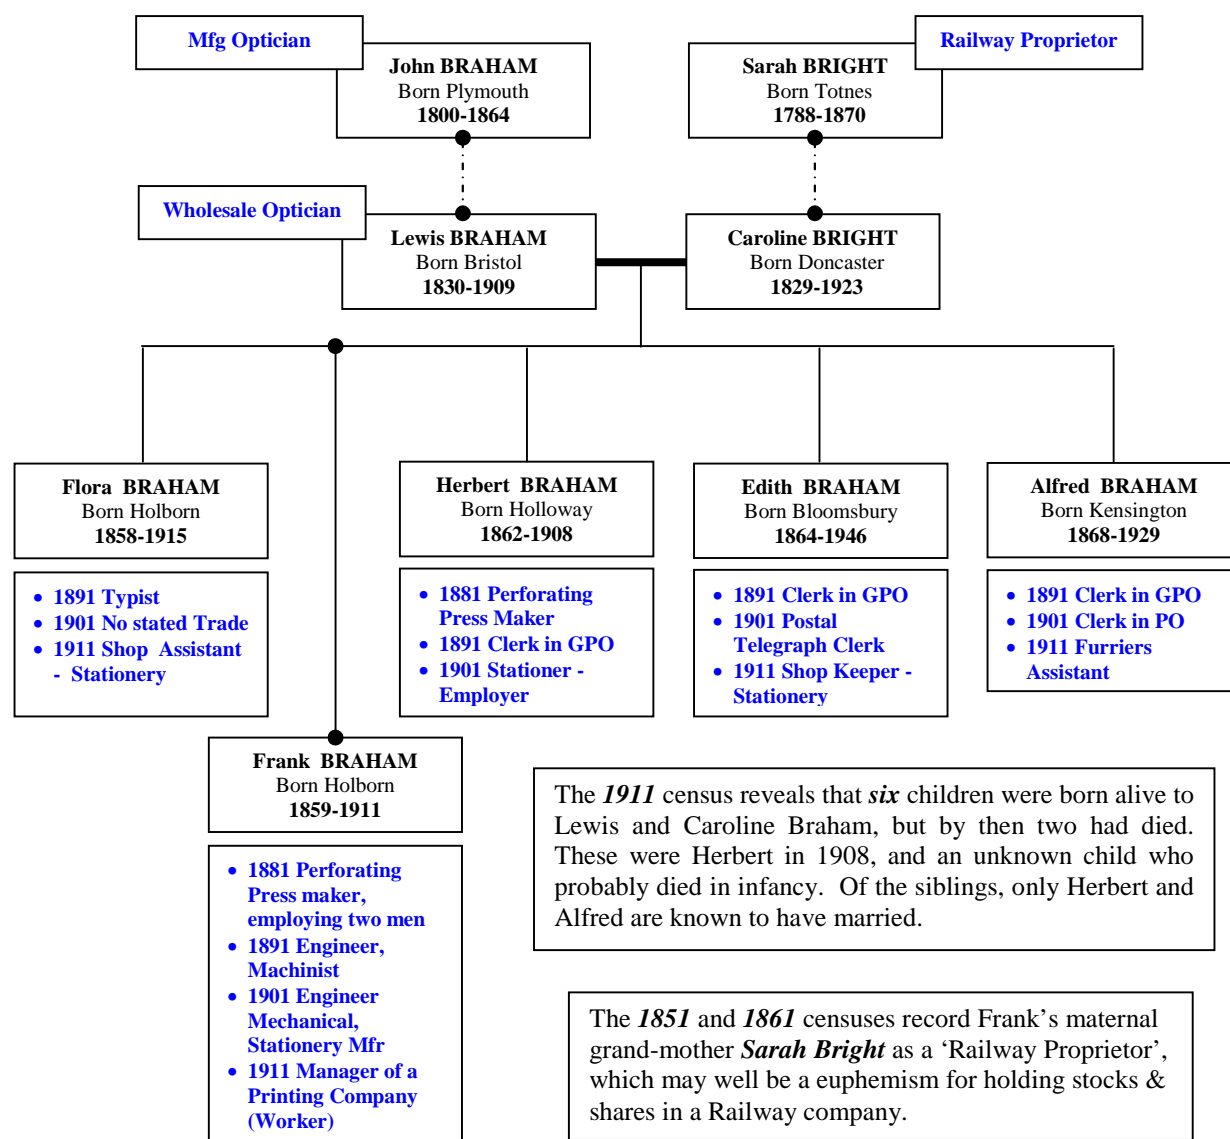 Mfg Optician
John BRAHAM
Born Plymouth
1800-1864
Railway Proprietor
Sarah BRIGHT
Born Totnes
1788-1870
Wholesale Optician
Lewis BRAHAM
Born Bristol
1830-1909
Caroline BRIGHT
Born Doncaster
1829-1923
Flora BRAHAM
Born Holborn
1858-1915
• 1891 Typist
• 1901 No stated Trade
• 1911 Shop Assistant
- Stationery
Herbert BRAHAM
Born Holloway
1862-1908
• 1881 Perforating
Press Maker
• 1891 Clerk in GPO
• 1901 Stationer -
Employer
Edith BRAHAM
Born Bloomsbury
1864-1946
• 1891 Clerk in GPO
• 1901 Postal
Telegraph Clerk
• 1911 Shop Keeper -
Stationery
Alfred BRAHAM
Born Kensington
1868-1929
• 1891 Clerk in GPO
• 1901 Clerk in PO
• 1911 Furriers
Assistant
Frank BRAHAM
Born Holborn
1859-1911
• 1881 Perforating
Press maker,
employing two men
• 1891 Engineer,
Machinist
• 1901 Engineer
Mechanical,
Stationery Mfr
• 1911 Manager of a
Printing Company
(Worker)
The 1911 census reveals that six children were born alive to
Lewis and Caroline Braham, but by then two had died.
These were Herbert in 1908, and an unknown child who
probably died in infancy. Of the siblings, only Herbert and
Alfred are known to have married.
The 1851 and 1861 censuses record Frank’s maternal
grand-mother Sarah Bright as a ‘Railway Proprietor’,
which may well be a euphemism for holding stocks &
shares in a Railway company.